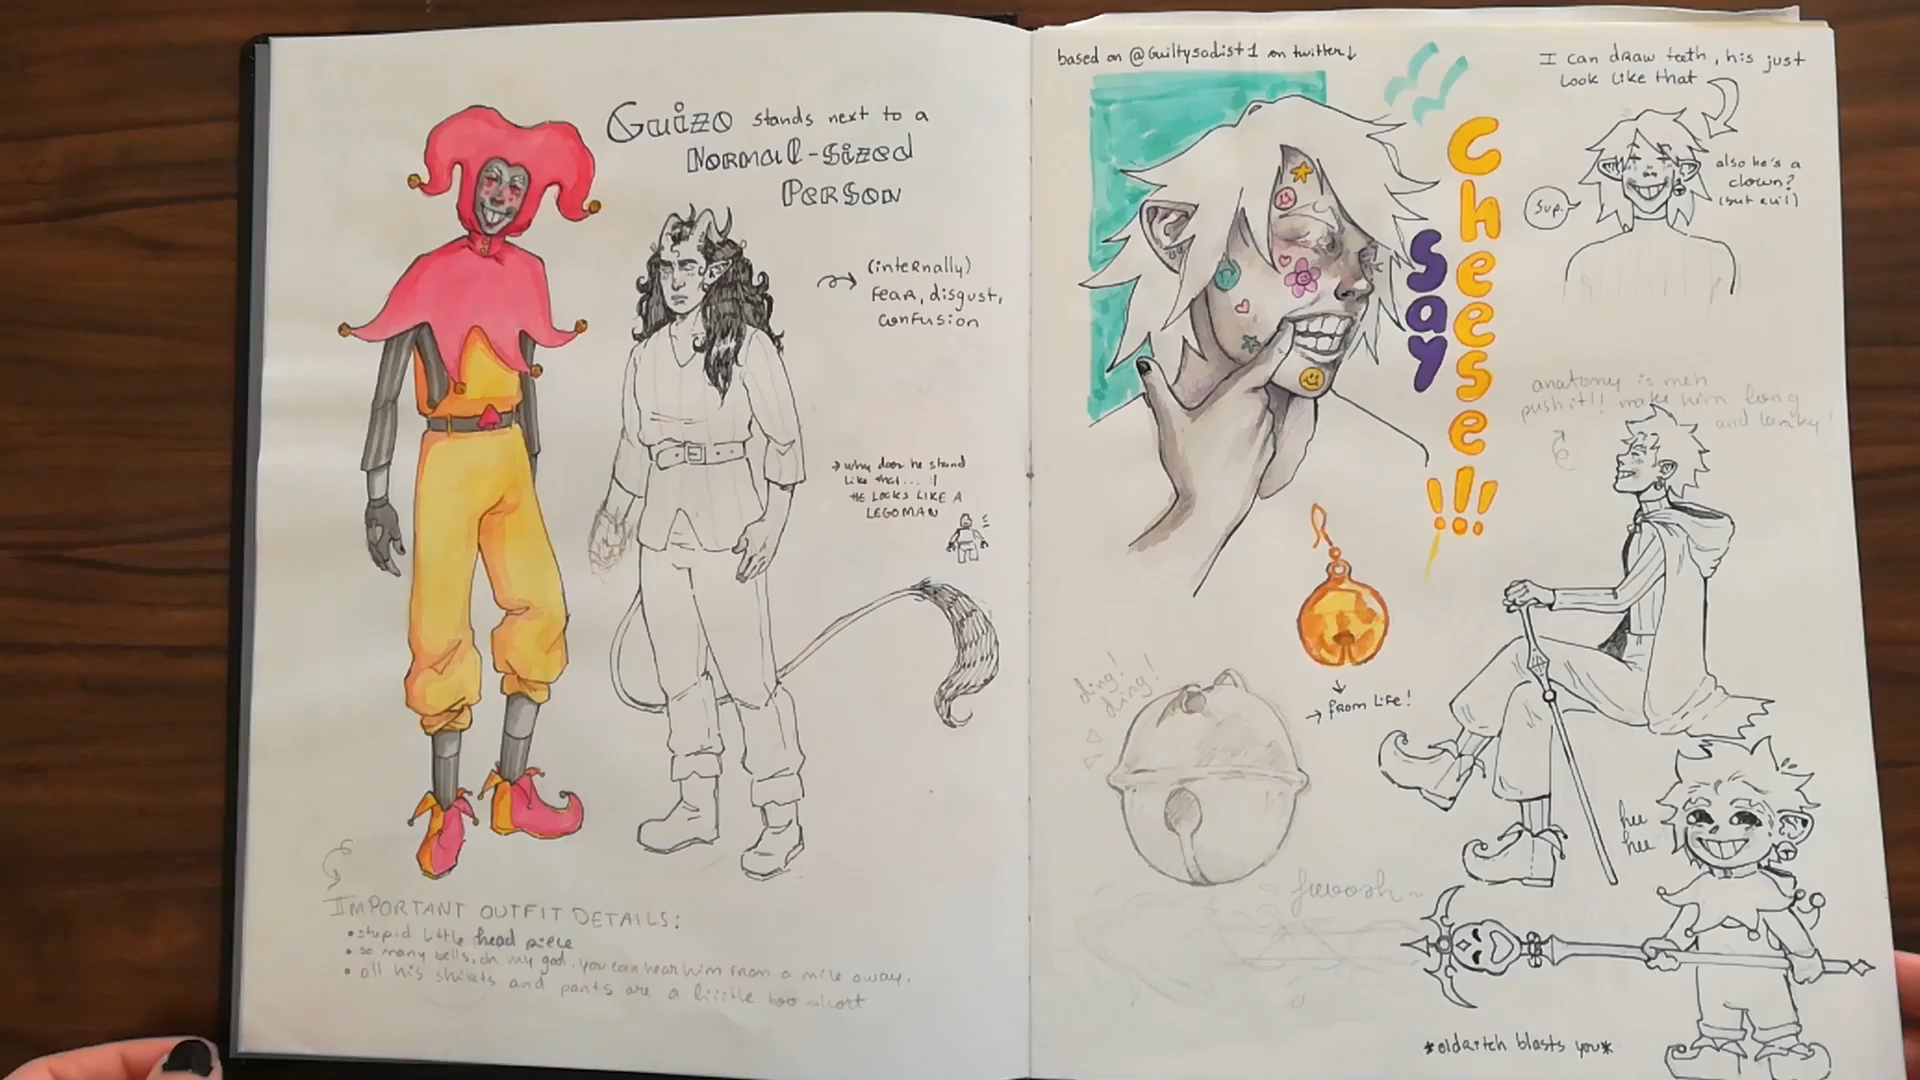 Guizo stands next to a
Normal-Sized
Person
(internally)
fear, disgust,
confusion
why does he stand
like that... :|
HE LOOKS LIKE A
LEGOMAN
IMPORTANT OUTFIT DETAILS:
• stupid little head piece
• so many bells, oh my god. you can hear him from a mile away.
• all his shirts and pants are a liiittle too short
based on @Guiltysadist1 on twitter
Say
Cheese!!!
I can draw teeth, his just
look like that
Sup.
also he's a
clown?
(but evil)
anatomy is meh
push it!! make him long
and lanky!
ding!
ding!
from life!
hee
hee
fwoosh~
*eldritch blasts you*